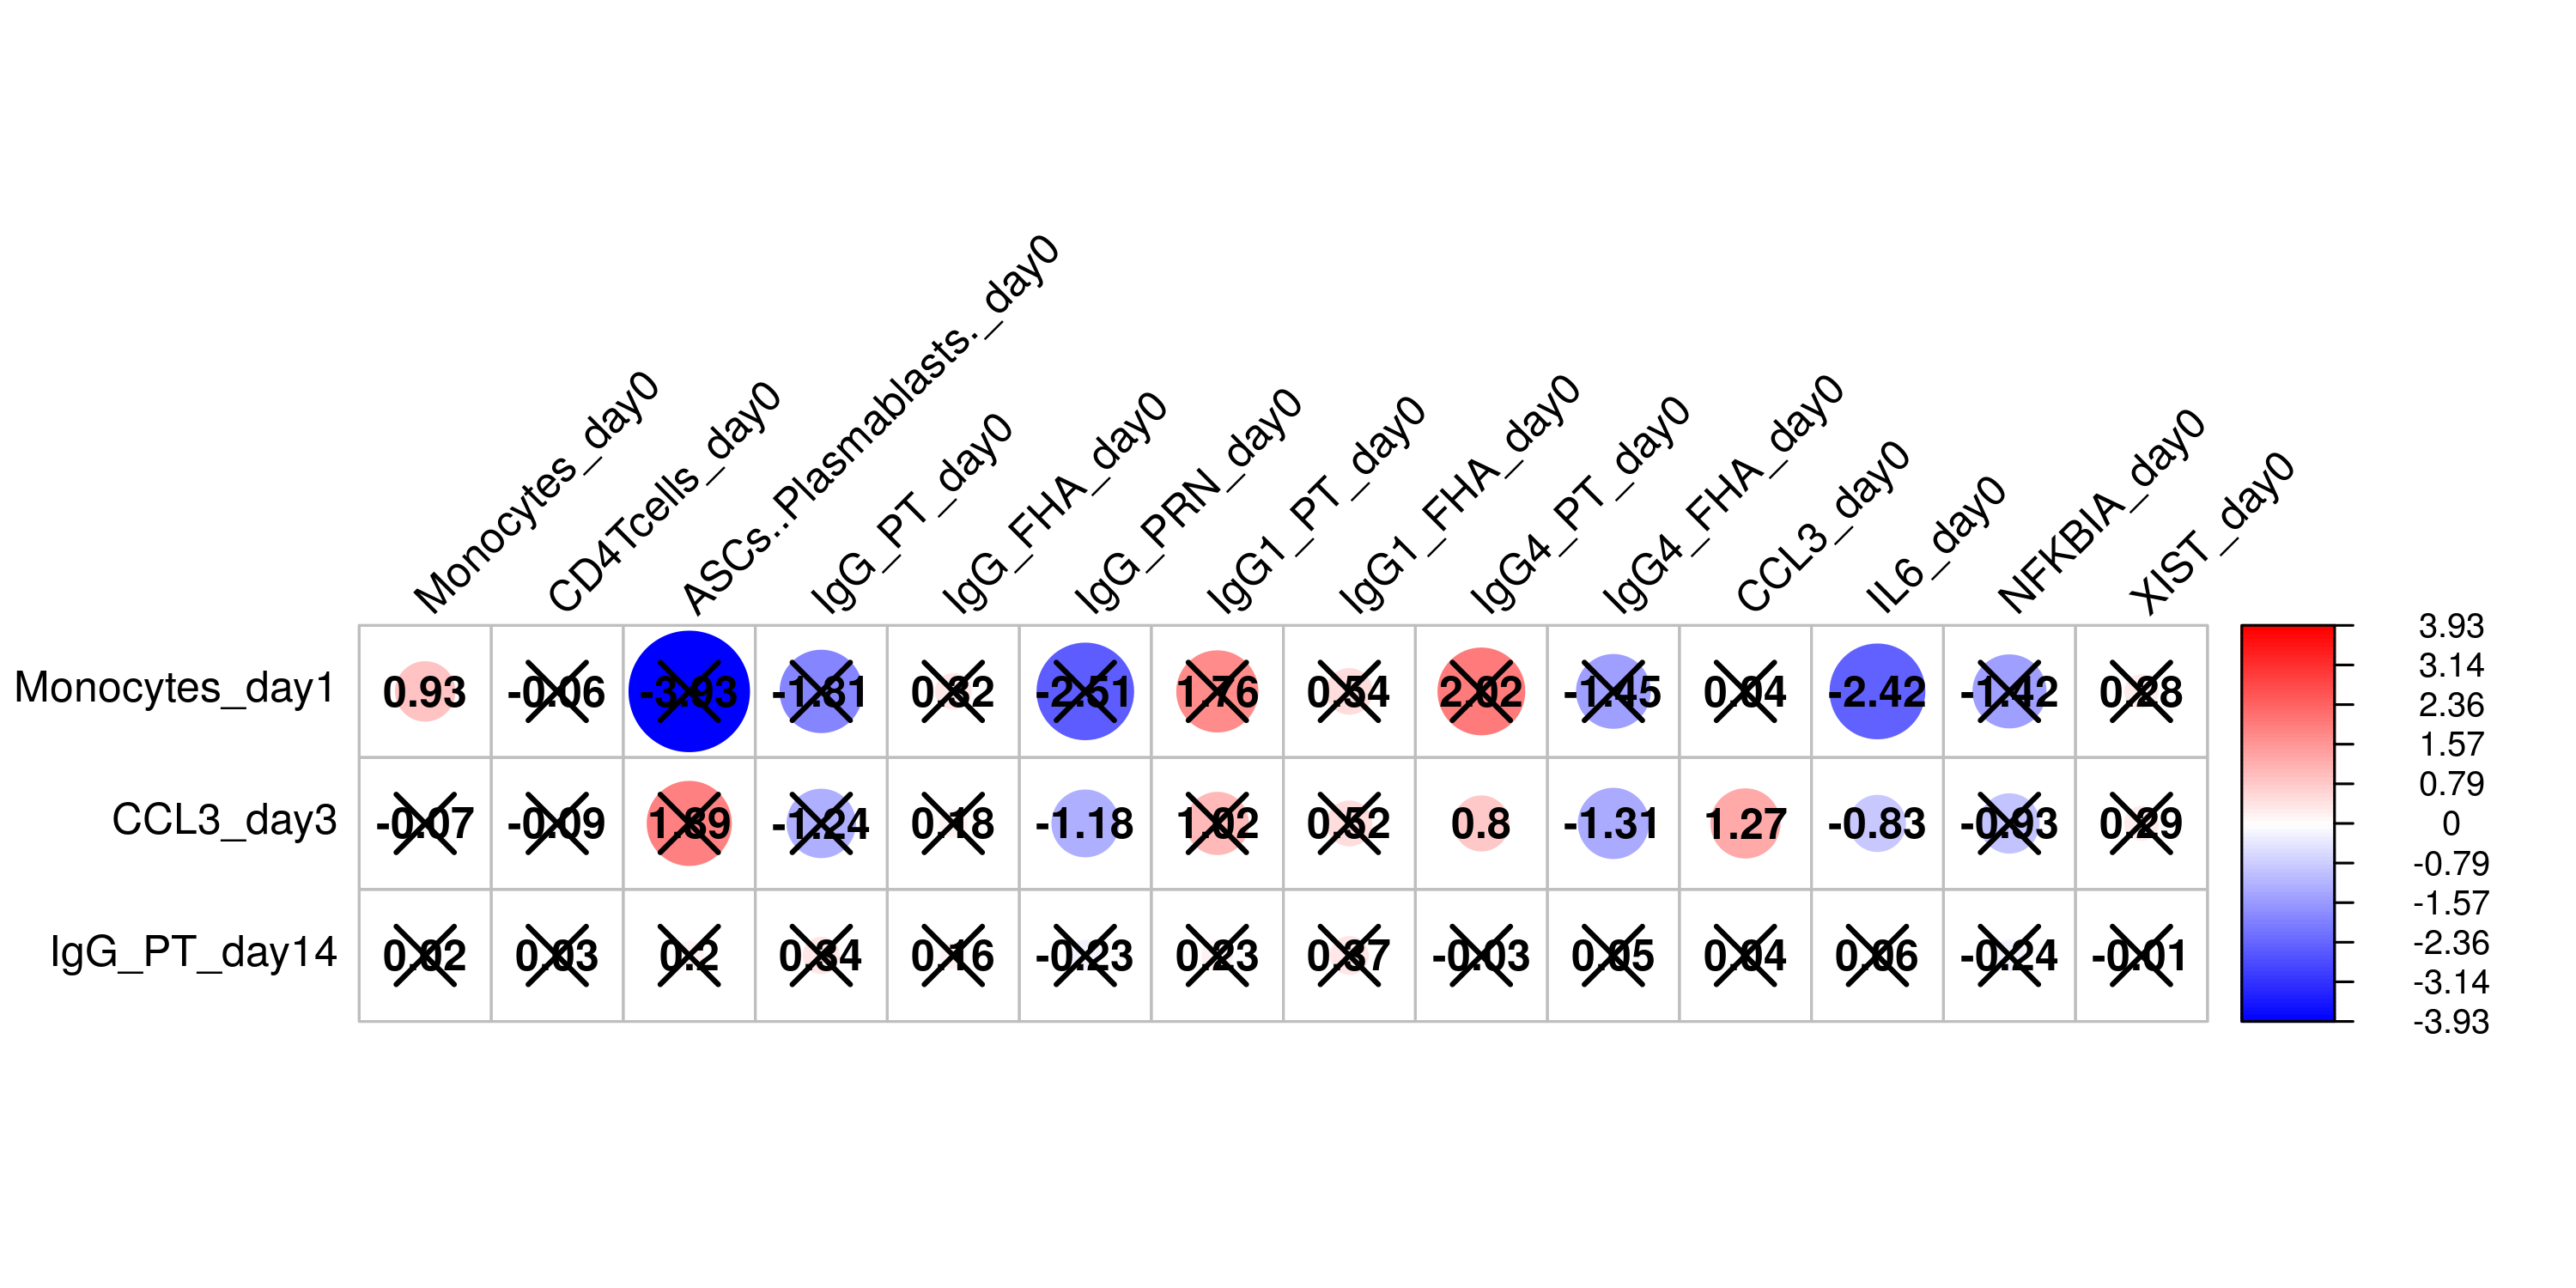 Monocytes_day0 CD4Tcells_day0 ASCs..Plasmablasts._day0 IgG_PT_day0 IgG_FHA_day0 IgG_PRN_day0 IgG1_PT_day0 IgG1_FHA_day0 IgG4_PT_day0 IgG4_FHA_day0 CCL3_day0 IL6_day0 NFKBIA_day0 XIST_day0
Monocytes_day1 0.93 -0.06 -3.93 -1.81 0.32 -2.51 1.76 0.54 2.02 -1.45 0.04 -2.42 -1.42 0.28
CCL3_day3 -0.07 -0.09 1.89 -1.24 0.18 -1.18 1.02 0.52 0.8 -1.31 1.27 -0.83 -0.93 0.29
IgG_PT_day14 0.02 0.03 0.2 0.34 0.16 -0.23 0.23 0.37 -0.03 0.05 0.04 0.06 -0.24 -0.01
3.93
3.14
2.36
1.57
0.79
0
-0.79
-1.57
-2.36
-3.14
-3.93